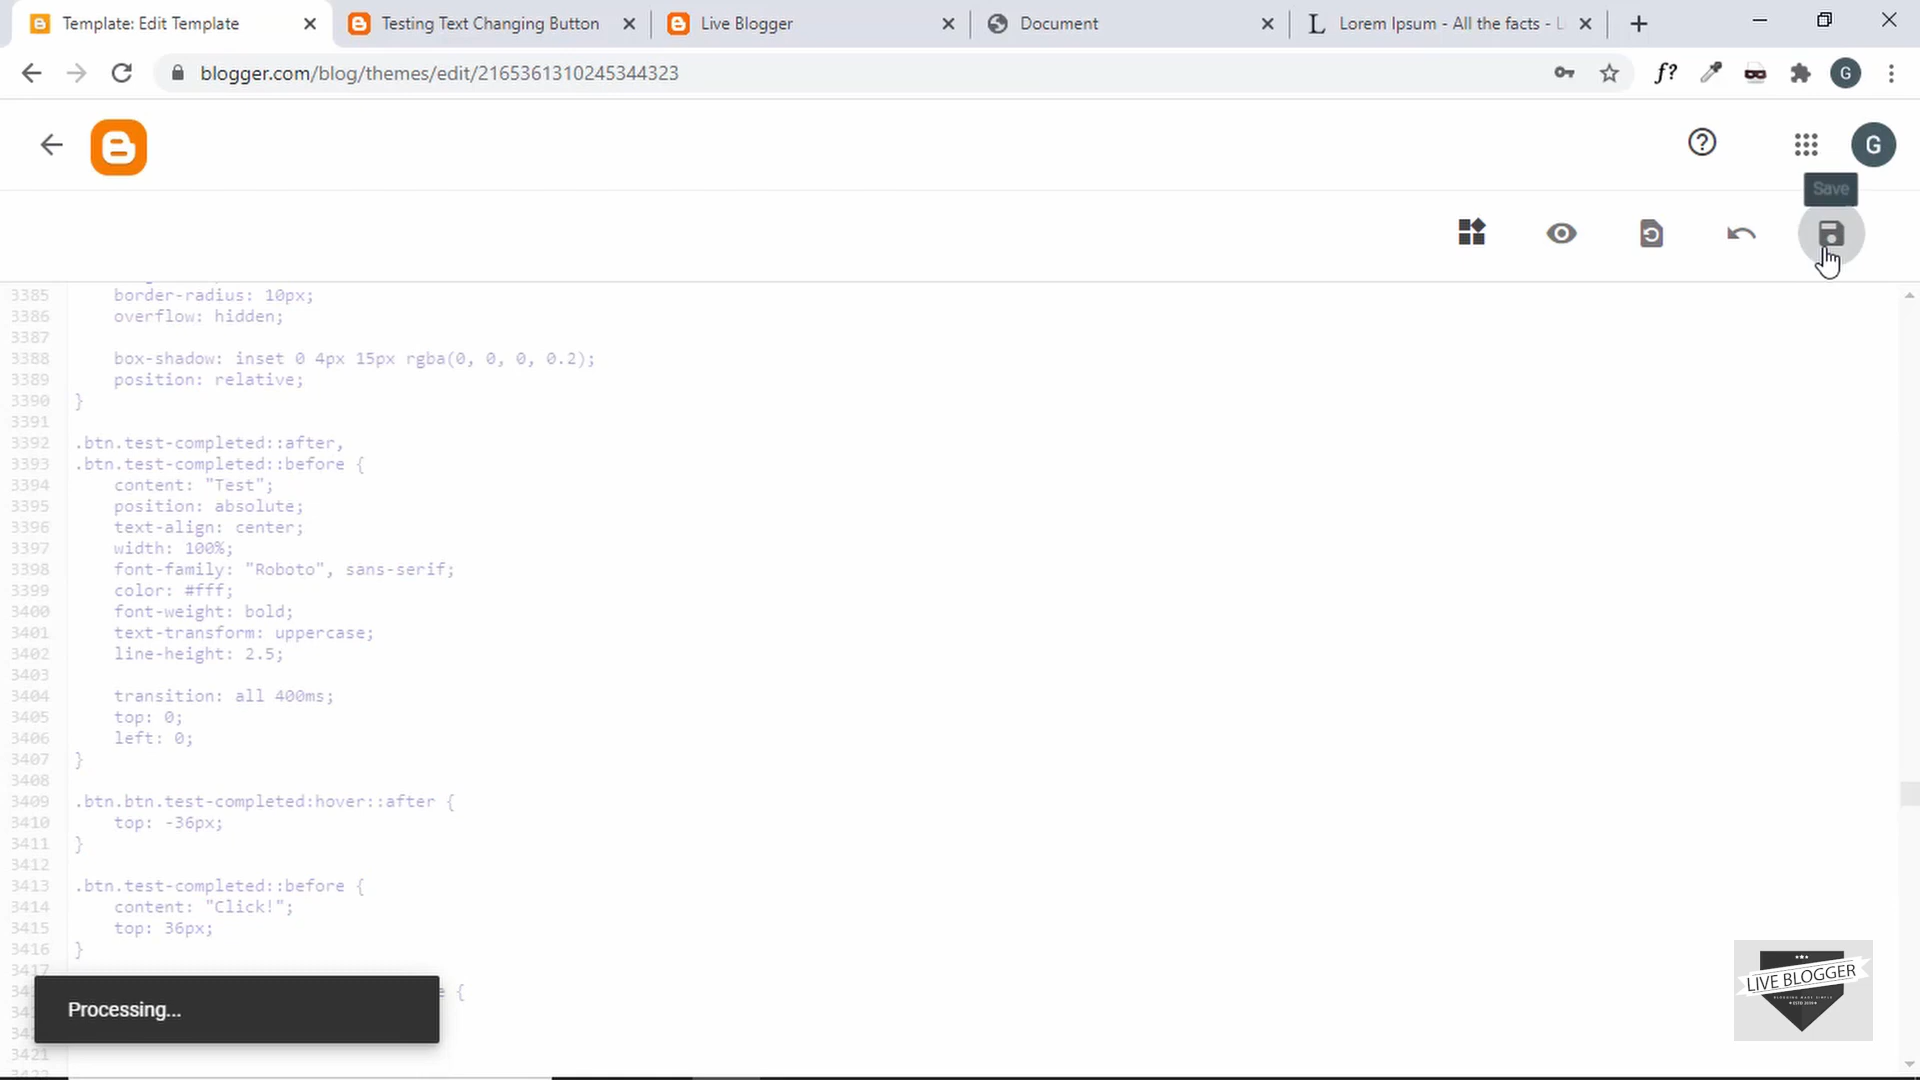 Template: Edit Template
Testing Text Changing Button
Live Blogger
Document
Lorem Ipsum - All the facts - L
blogger.com/blog/themes/edit/2165361310245344323
f?
G
G
Save
3385 border-radius: 10px;
3386 overflow: hidden;
3387
3388 box-shadow: inset 0 4px 15px rgba(0, 0, 0, 0.2);
3389 position: relative;
3390 }
3391
3392 .btn.test-completed::after,
3393 .btn.test-completed::before {
3394 content: "Test";
3395 position: absolute;
3396 text-align: center;
3397 width: 100%;
3398 font-family: "Roboto", sans-serif;
3399 color: #fff;
3400 font-weight: bold;
3401 text-transform: uppercase;
3402 line-height: 2.5;
3403
3404 transition: all 400ms;
3405 top: 0;
3406 left: 0;
3407 }
3408
3409 .btn.btn.test-completed:hover::after {
3410 top: -36px;
3411 }
3412
3413 .btn.test-completed::before {
3414 content: "Click!";
3415 top: 36px;
3416 }
3417
e {
Processing...
3421
LIVE BLOGGER